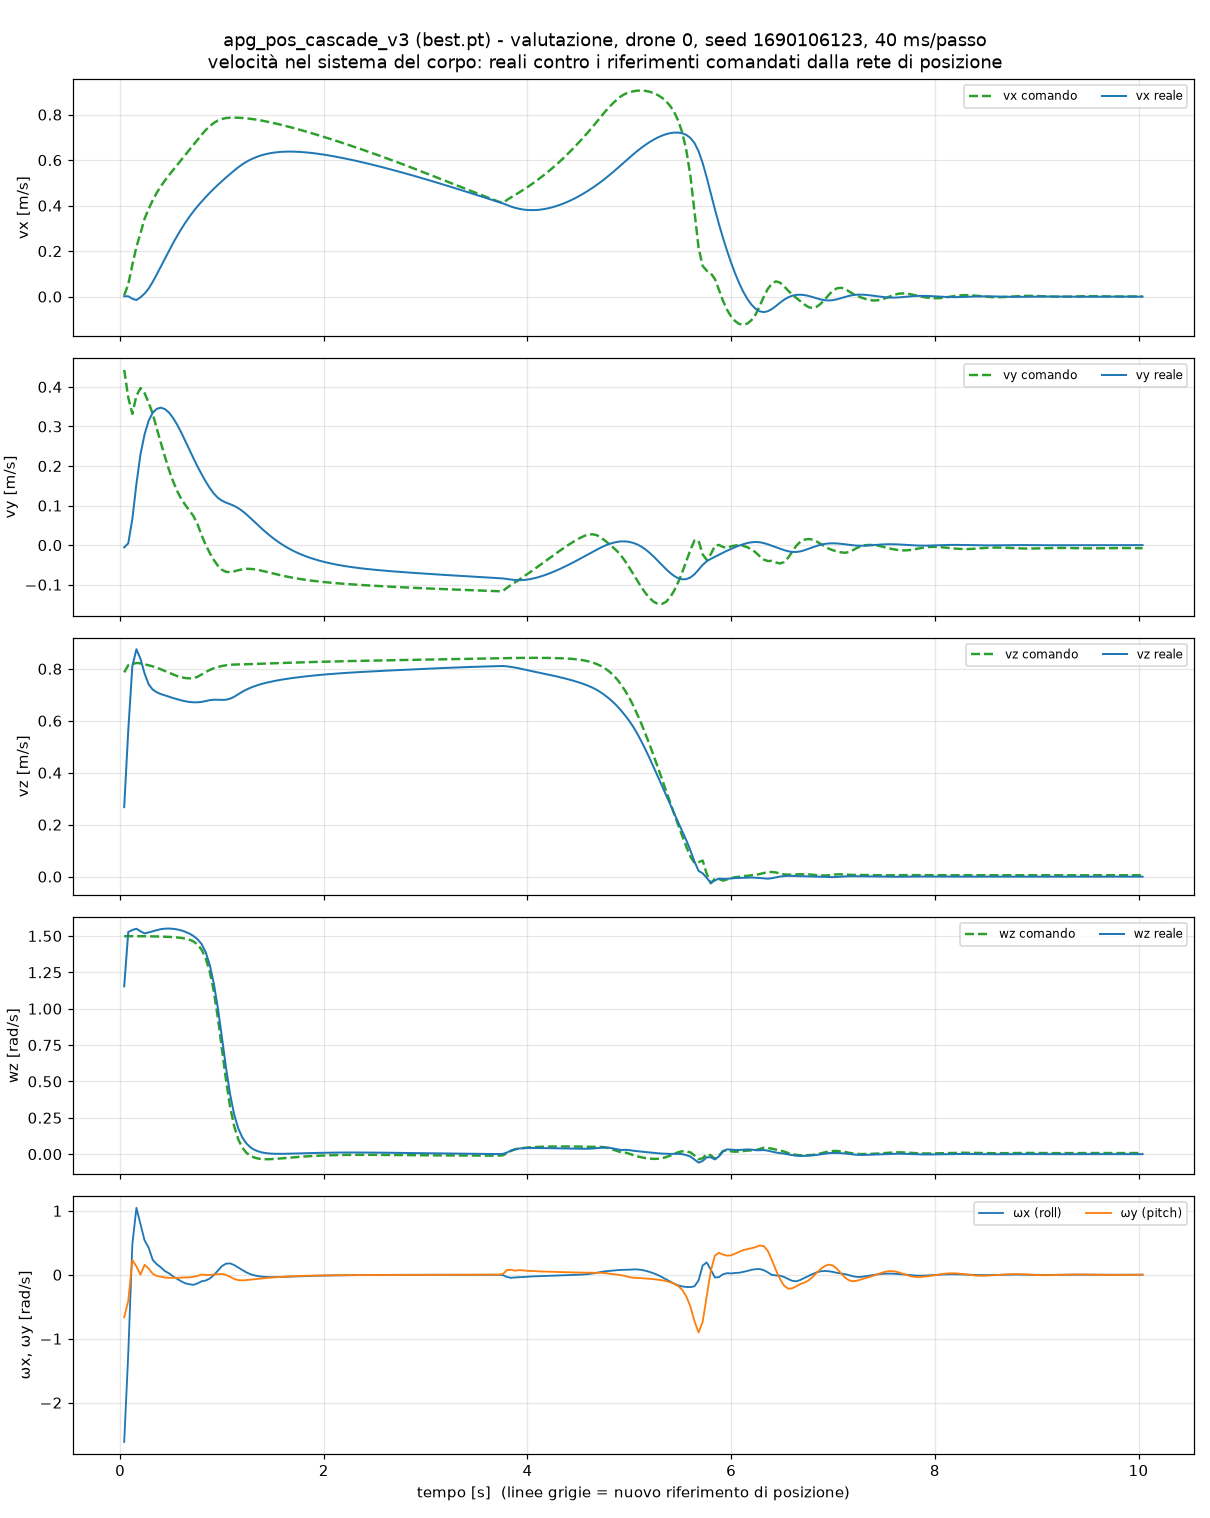 apg_pos_cascade_v3 (best.pt) - valutazione, drone 0, seed 1690106123, 40 ms/passo
velocità nel sistema del corpo: reali contro i riferimenti comandati dalla rete di posizione
vx comando
vx reale
0.8
0.6
0.4
0.2
0.0
vx [m/s]
vy comando
vy reale
0.4
0.3
0.2
0.1
0.0
−0.1
vy [m/s]
vz comando
vz reale
0.8
0.6
0.4
0.2
0.0
vz [m/s]
wz comando
wz reale
1.50
1.25
1.00
0.75
0.50
0.25
0.00
wz [rad/s]
ωx (roll)
ωy (pitch)
1
0
−1
−2
ωx, ωy [rad/s]
0
2
4
6
8
10
tempo [s]  (linee grigie = nuovo riferimento di posizione)